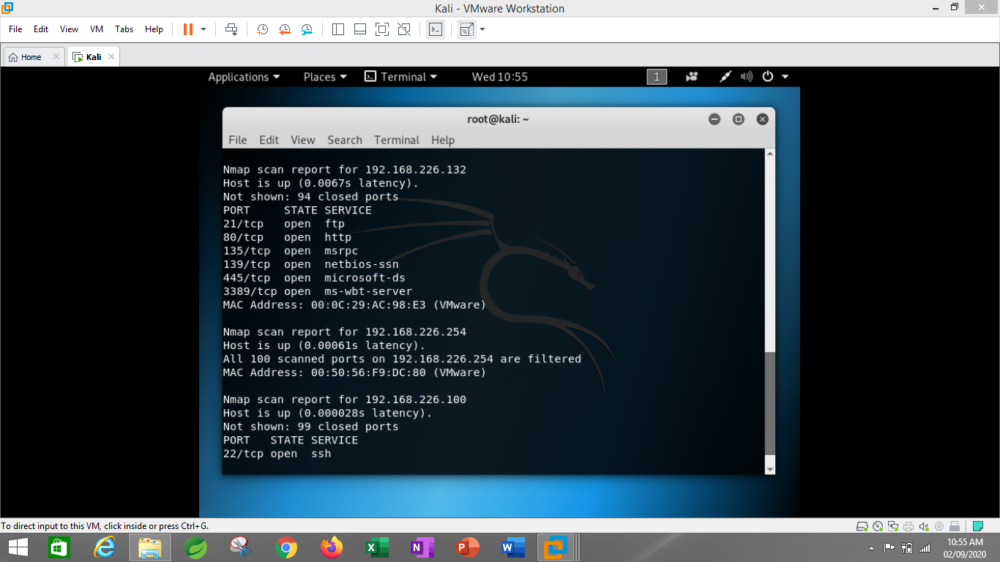 Kali - VMware Workstation
File Edit View VM Tabs Help
Home Kali
Applications Places Terminal Wed 10:55 1
root@kali: ~
File Edit View Search Terminal Help
Nmap scan report for 192.168.226.132
Host is up (0.0067s latency).
Not shown: 94 closed ports
PORT STATE SERVICE
21/tcp open ftp
80/tcp open http
135/tcp open msrpc
139/tcp open netbios-ssn
445/tcp open microsoft-ds
3389/tcp open ms-wbt-server
MAC Address: 00:0C:29:AC:98:E3 (VMware)
Nmap scan report for 192.168.226.254
Host is up (0.00061s latency).
All 100 scanned ports on 192.168.226.254 are filtered
MAC Address: 00:50:56:F9:DC:80 (VMware)
Nmap scan report for 192.168.226.100
Host is up (0.000028s latency).
Not shown: 99 closed ports
PORT STATE SERVICE
22/tcp open ssh
To direct input to this VM, click inside or press Ctrl+G.
10:55 AM
02/09/2020